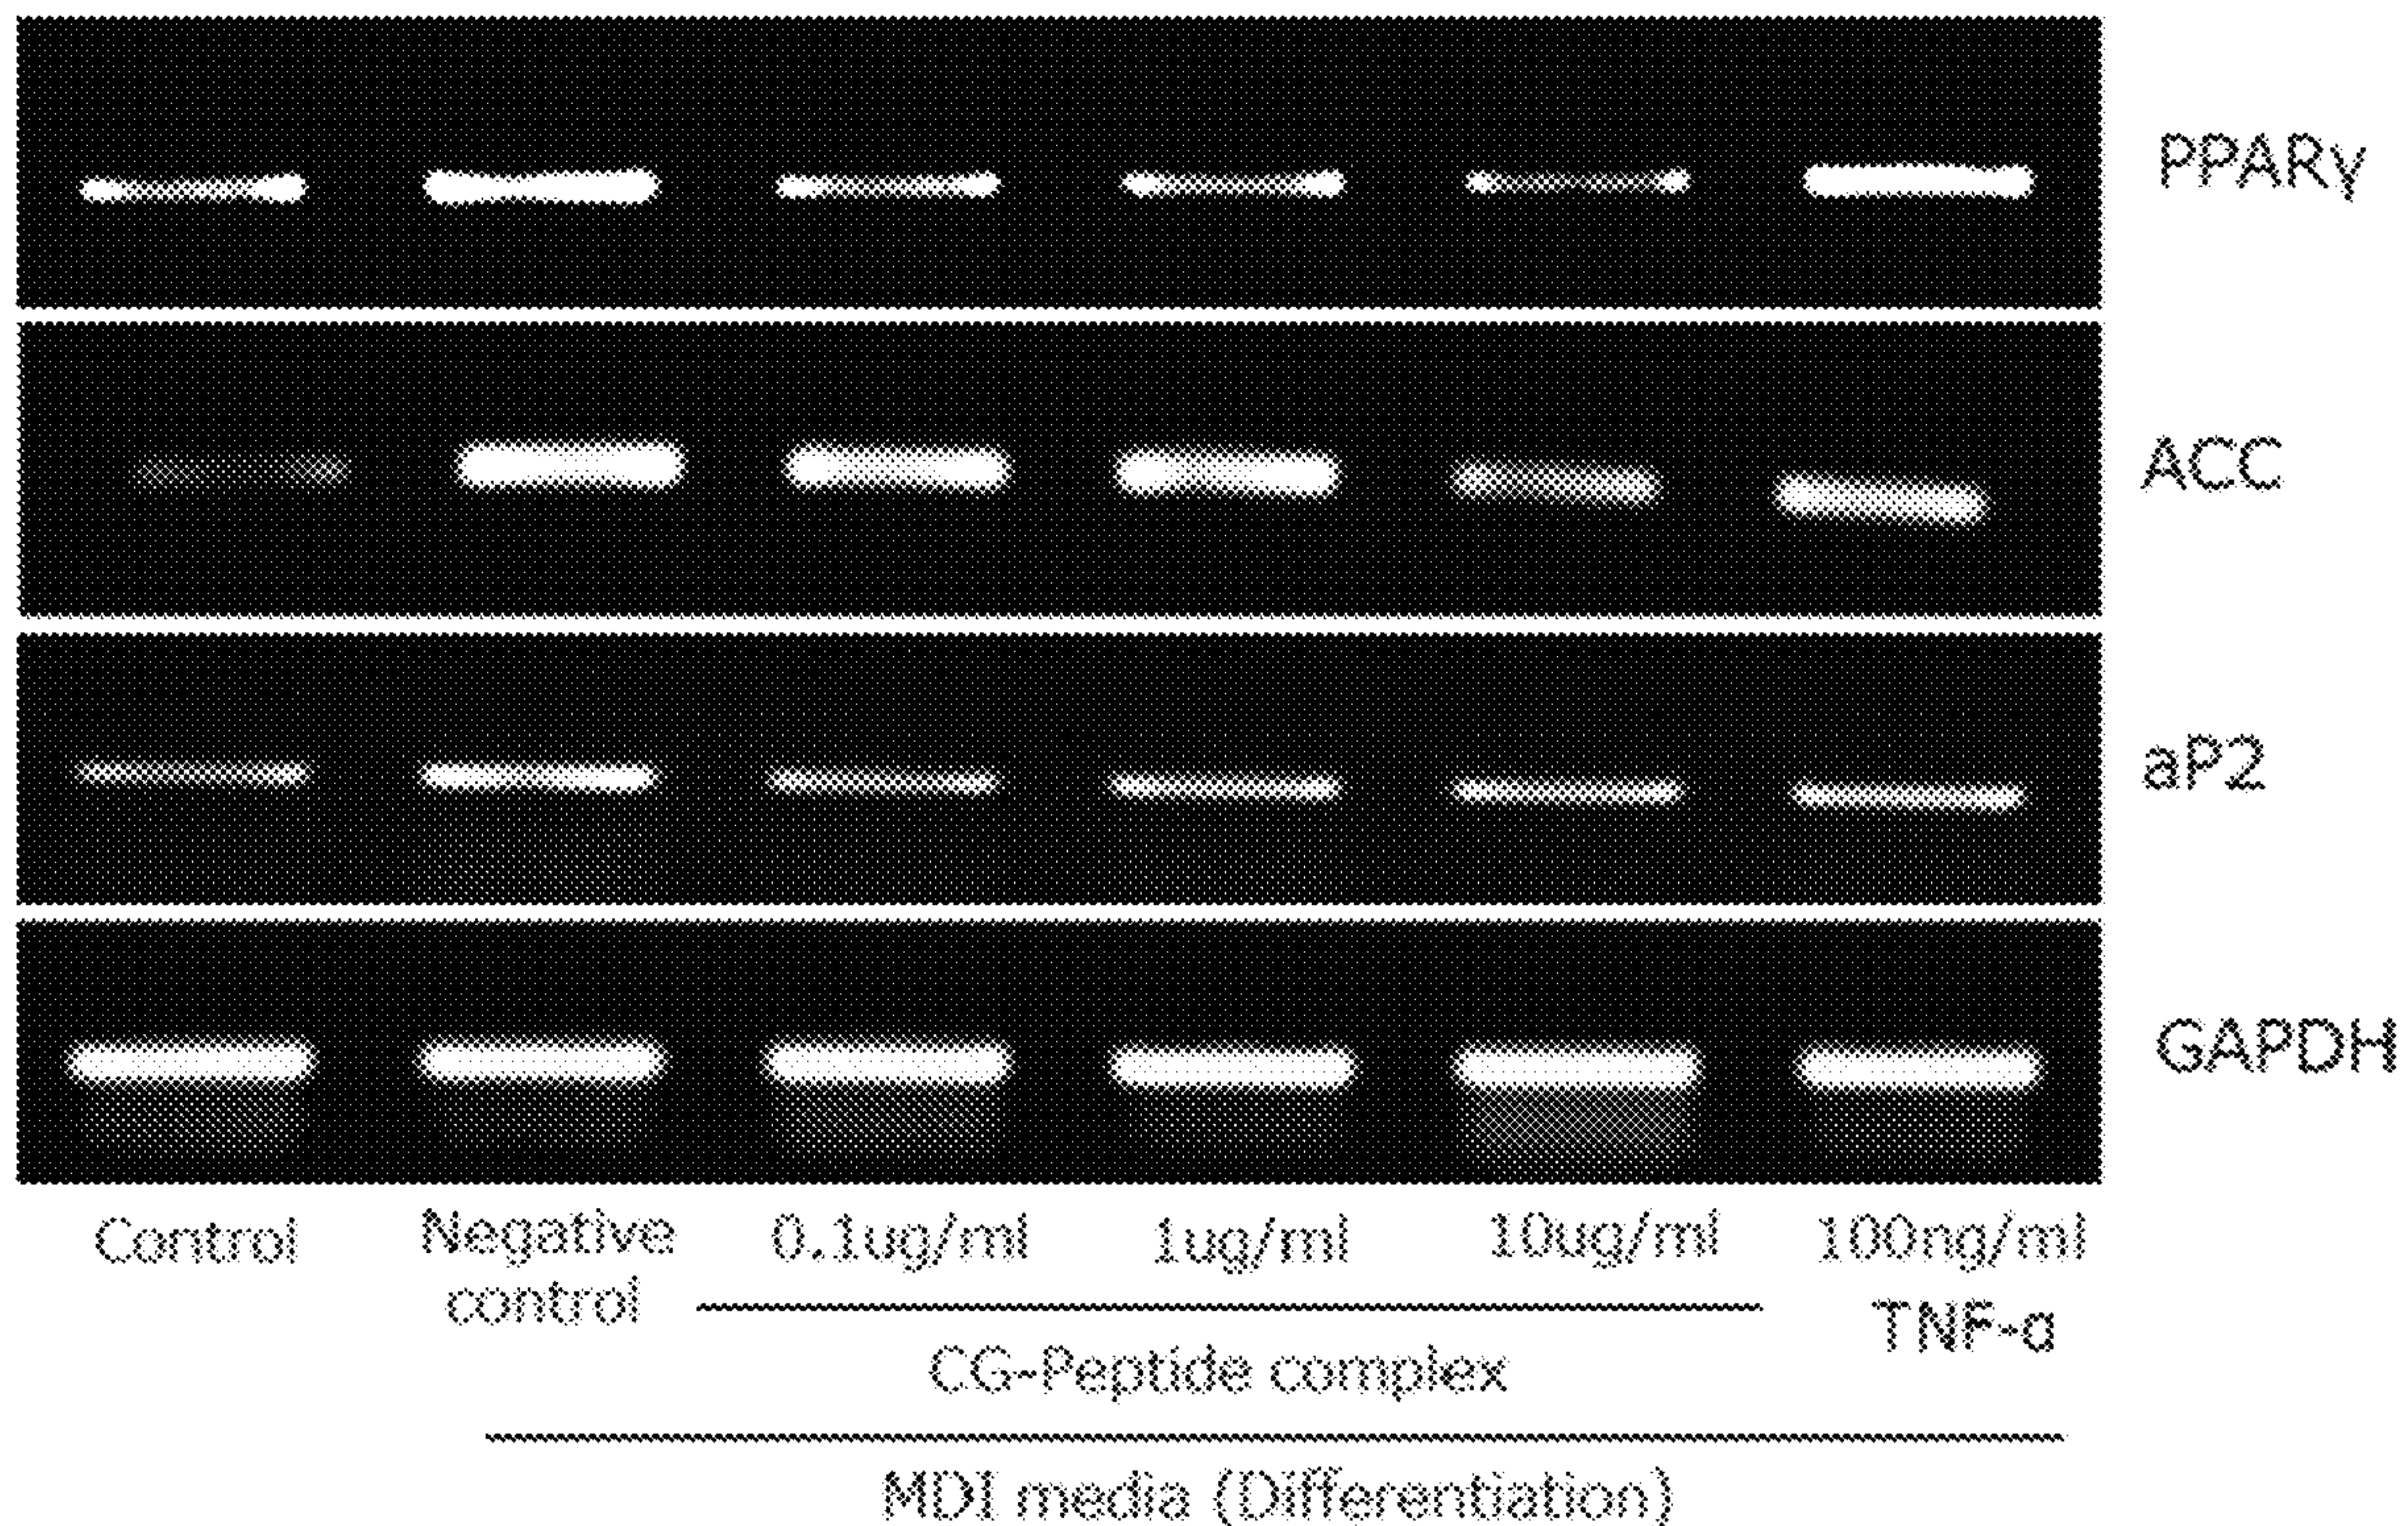 PPARγ
ACC
aP2
GAPDH
Control Negative control 0.1ug/ml 1ug/ml 10ug/ml 100ng/ml
TNF-α
CG-Peptide complex
MDI media (Differentiation)